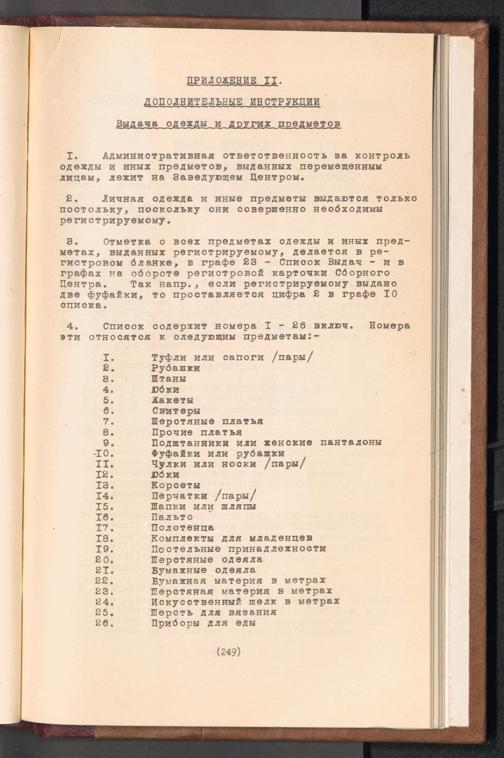 ПРИЛОЖЕНИЕ II.
ДОПОЛНИТЕЛЬНЫЕ ИНСТРУКЦИИ
Выдача одежды и других предметов
I. Административная ответственность за контроль
одежды и иных предметов, выданных перемещенным
лицам, лежит на Заведующем Центром.
2. Личная одежда и иные предметы выдаются только
постольку, поскольку они совершенно необходимы
регистрируемому.
3. Отметка о всех предметах одежды и иных пред-
метах, выданных регистрируемому, делается в ре-
гистровом бланке, в графе 23 - Список Выдач - и в
графах на обороте регистровой карточки Сборного
Центра. Так напр., если регистрируемому выдано
две фуфайки, то проставляется цифра 2 в графе IO
списка.
4. Список содержит номера I - 26 включ. Номера
эти относятся к следующим предметам:-
I. Туфли или сапоги /пары/
2. Рубашки
3. Штаны
4. Юбки
5. Жакеты
6. Свитеры
7. Шерстяные платья
8. Прочие платья
9. Подштанники или женские панталоны
-IO. Фуфайки или рубашки
II. Чулки или носки /пары/
I2. Юбки
I3. Корсеты
I4. Перчатки /пары/
I5. Шапки или шляпы
I6. Пальто
I7. Полотенца
I8. Комплекты для младенцев
I9. Постельные принадлежности
20. Шерстяные одеяла
2I. Бумажные одеяла
22. Бумажная материя в метрах
23. Шерстяная материя в метрах
24. Искусственный шелк в метрах
25. Шерсть для вязания
26. Приборы для еды
(249)